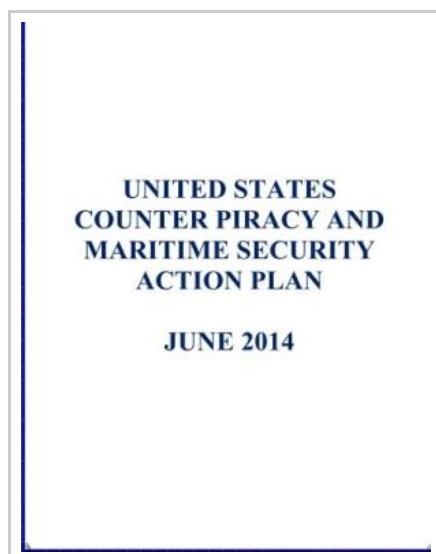 UNITED STATES
COUNTER PIRACY AND
MARITIME SECURITY
ACTION PLAN
JUNE 2014